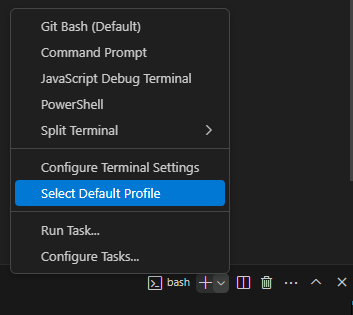 Git Bash (Default)
Command Prompt
JavaScript Debug Terminal
PowerShell
Split Terminal
Configure Terminal Settings
Select Default Profile
Run Task...
Configure Tasks...
bash